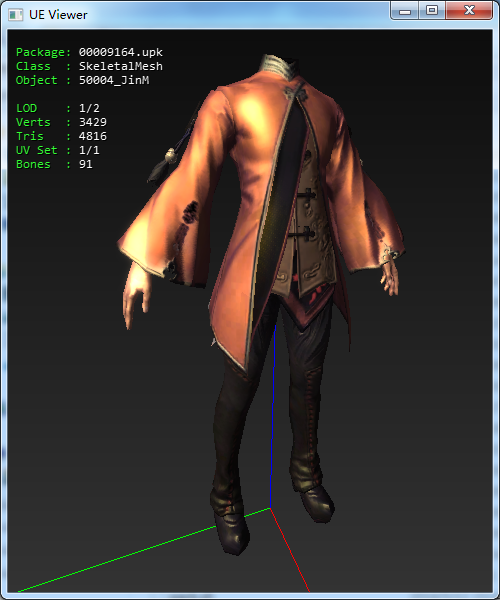 UE Viewer
Package: 00009164.upk
Class : SkeletalMesh
Object : 50004_JinM
LOD : 1/2
Verts : 3429
Tris : 4816
UV Set : 1/1
Bones : 91